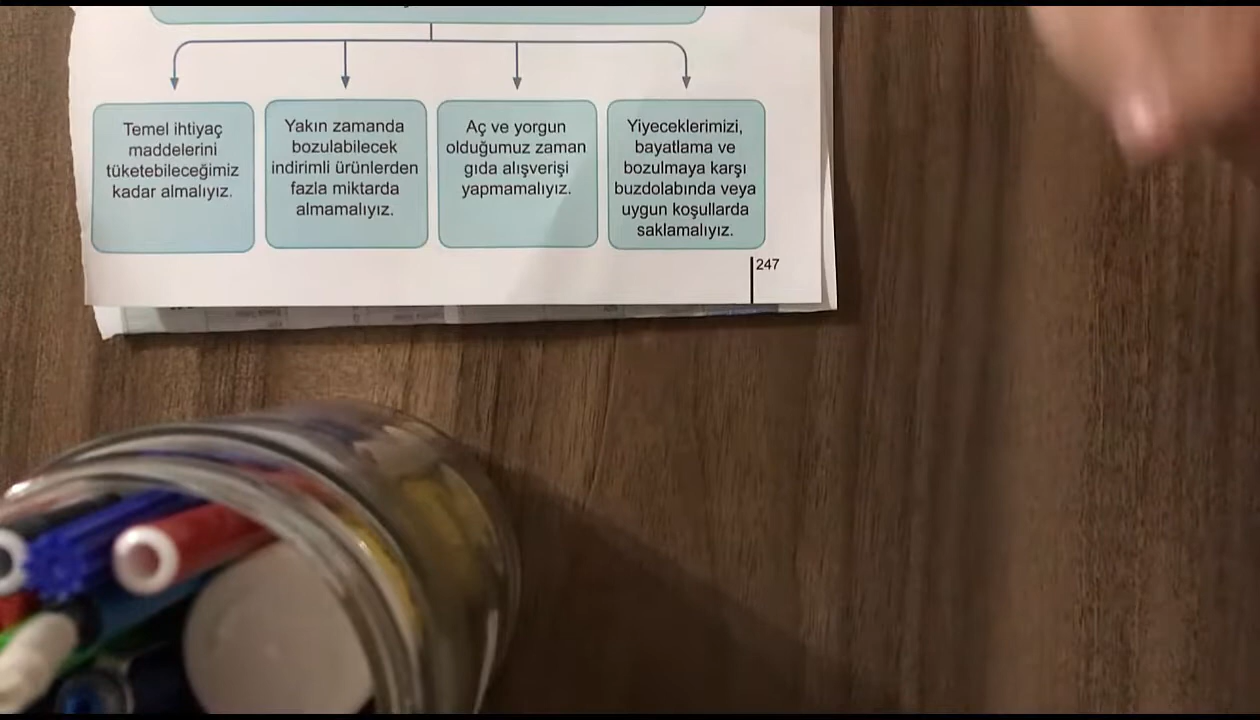 Temel ihtiyaç
maddelerini
tüketebileceğimiz
kadar almalıyız.
Yakın zamanda
bozulabilecek
indirimli ürünlerden
fazla miktarda
almamalıyız.
Aç ve yorgun
olduğumuz zaman
gıda alışverişi
yapmamalıyız.
Yiyeceklerimizi,
bayatlama ve
bozulmaya karşı
buzdolabında veya
uygun koşullarda
saklamalıyız.
247